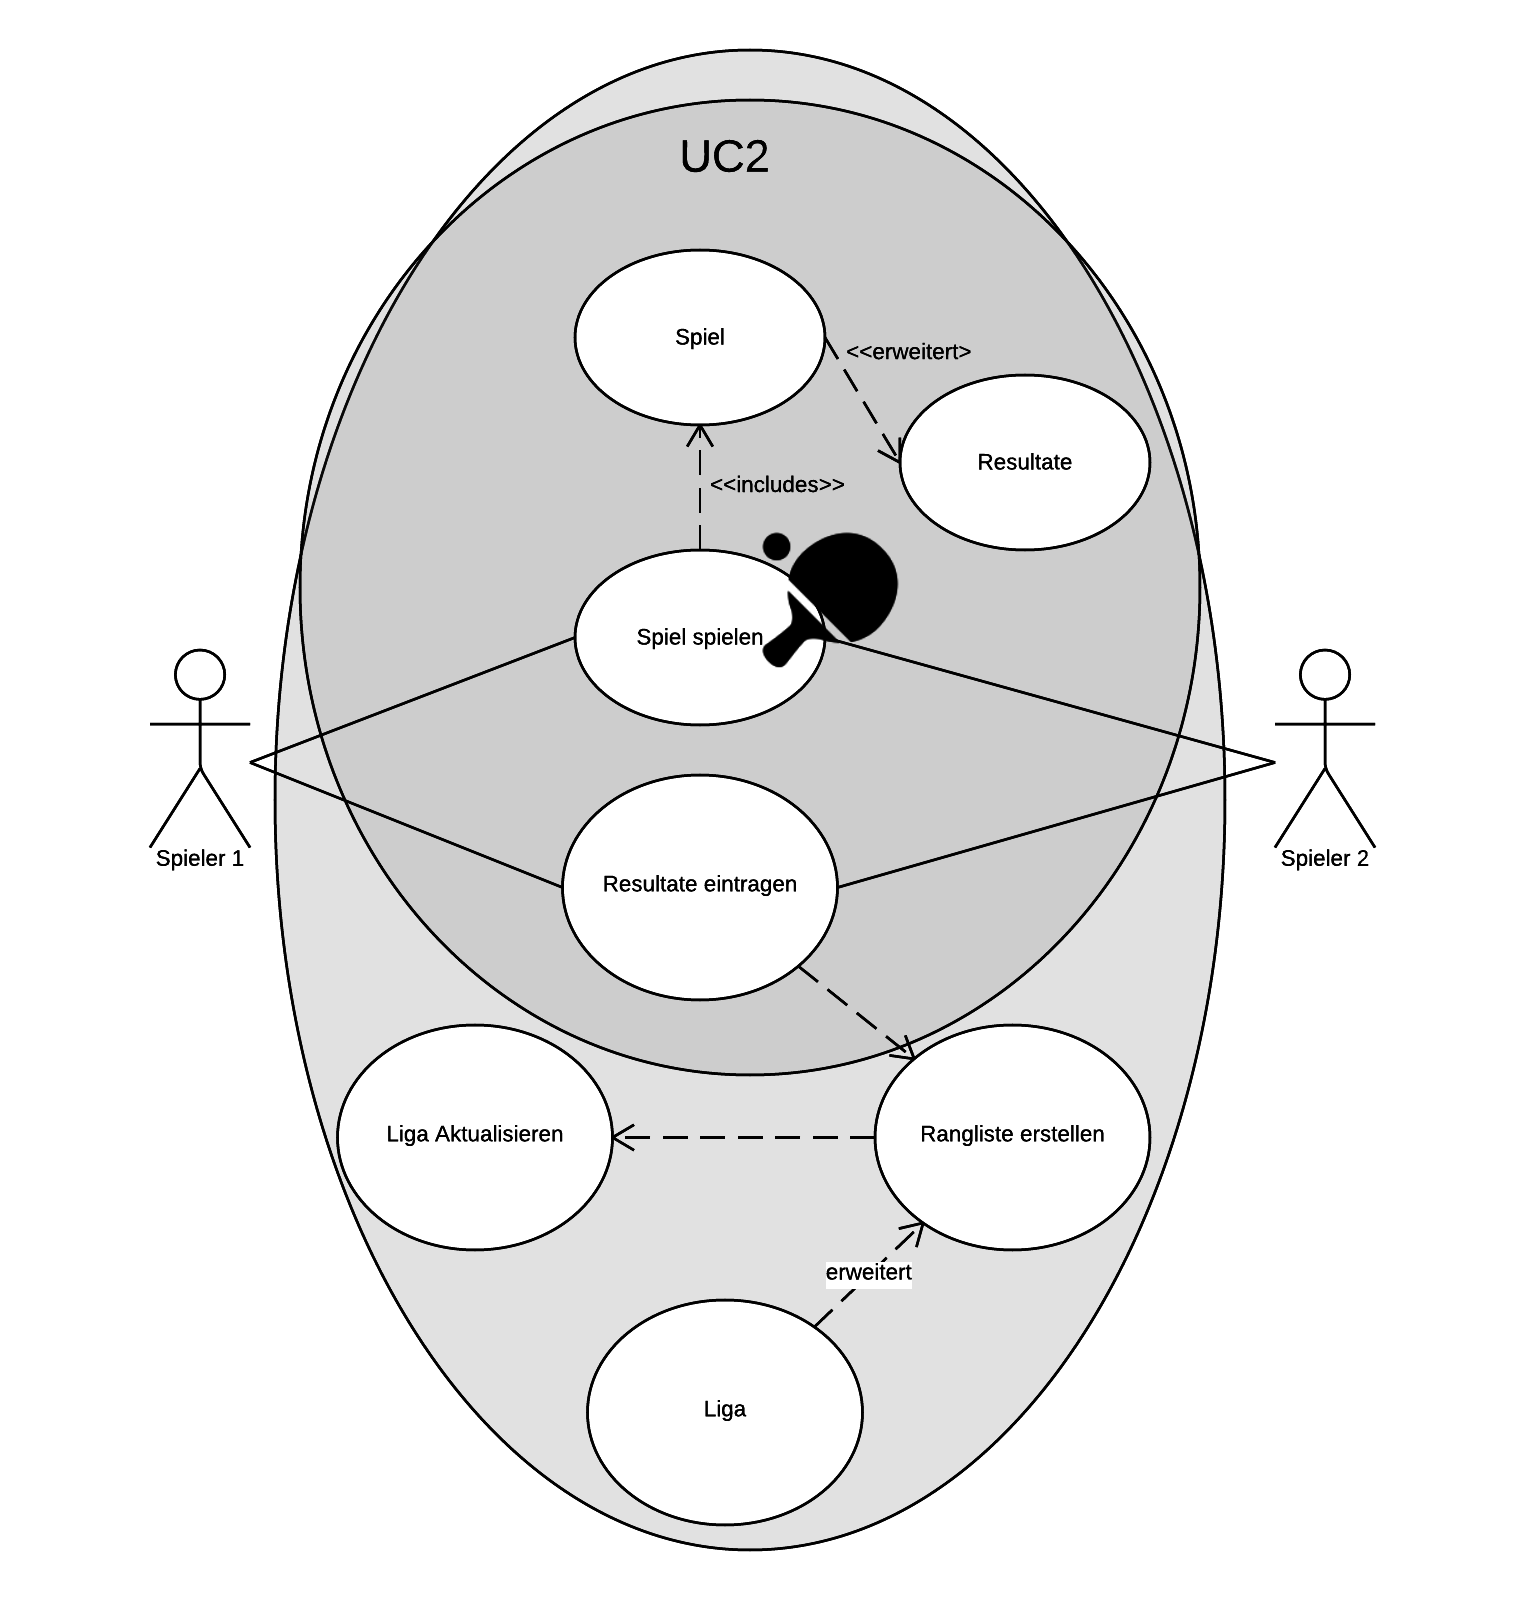 UC2
Spiel
<<erweitert>
Resultate
<<includes>>
Spiel spielen
Spieler 1
Spieler 2
Resultate eintragen
Liga Aktualisieren
Rangliste erstellen
erweitert
Liga